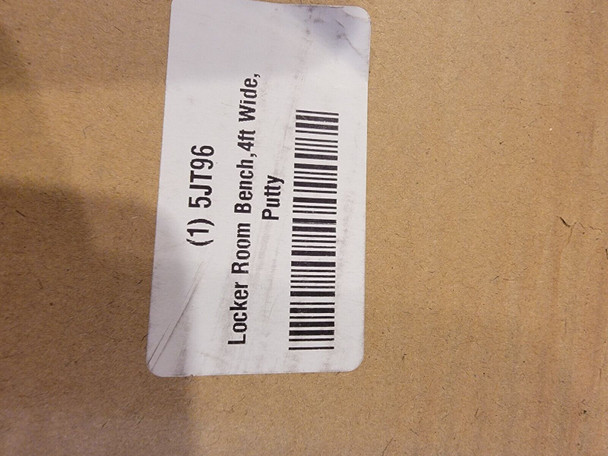 (1) 5JT96
Locker Room Bench,4ft Wide,
Putty